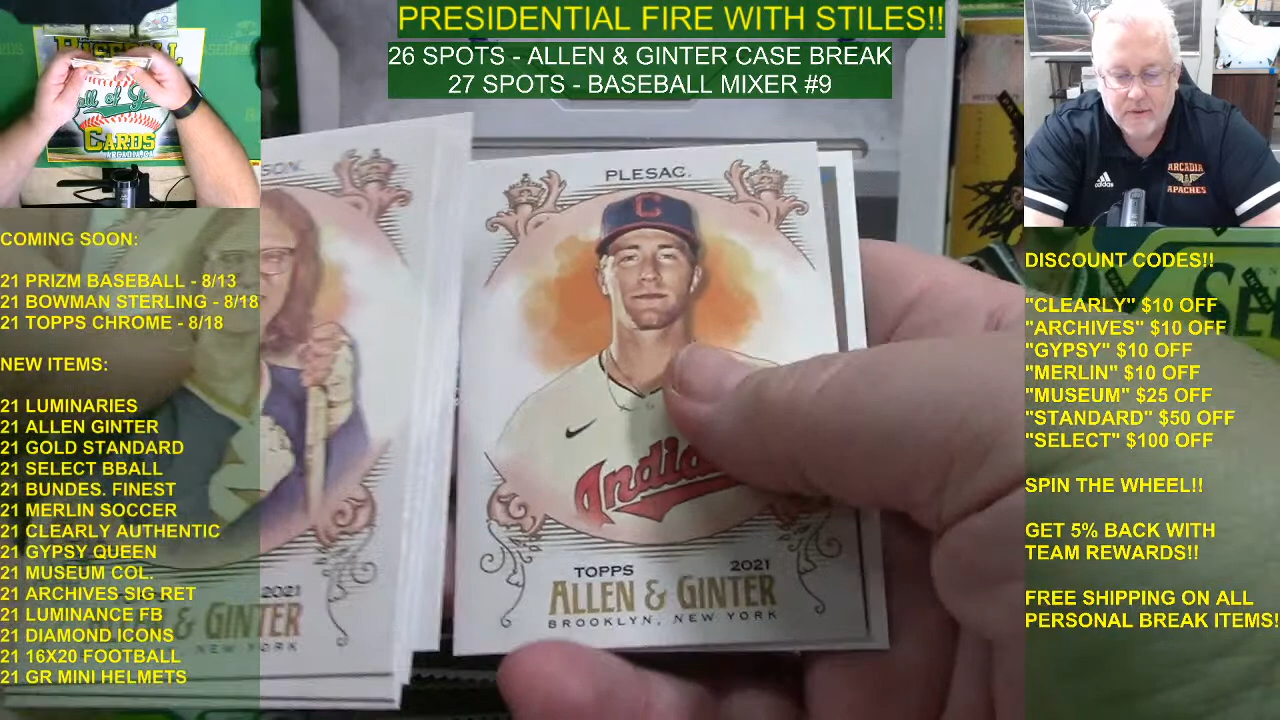 PRESIDENTIAL FIRE WITH STILES!!
26 SPOTS - ALLEN & GINTER CASE BREAK
27 SPOTS - BASEBALL MIXER #9
CARDS
COMING SOON:
21 PRIZM BASEBALL - 8/13
21 BOWMAN STERLING - 8/18
21 TOPPS CHROME - 8/18
NEW ITEMS:
21 LUMINARIES
21 ALLEN GINTER
21 GOLD STANDARD
21 SELECT BBALL
21 BUNDES. FINEST
21 MERLIN SOCCER
21 CLEARLY AUTHENTIC
21 GYPSY QUEEN
21 MUSEUM COL.
21 ARCHIVES SIG RET
21 LUMINANCE FB
21 DIAMOND ICONS
21 16X20 FOOTBALL
21 GR MINI HELMETS
SON.
2021
& GINTER
NEW YORK
PLESAC.
Indi
TOPPS 2021
ALLEN & GINTER
BROOKLYN, NEW YORK
adidas
ARCADIA
APACHES
DISCOUNT CODES!!
"CLEARLY" $10 OFF
"ARCHIVES" $10 OFF
"GYPSY" $10 OFF
"MERLIN" $10 OFF
"MUSEUM" $25 OFF
"STANDARD" $50 OFF
"SELECT" $100 OFF
SPIN THE WHEEL!!
GET 5% BACK WITH
TEAM REWARDS!!
FREE SHIPPING ON ALL
PERSONAL BREAK ITEMS!